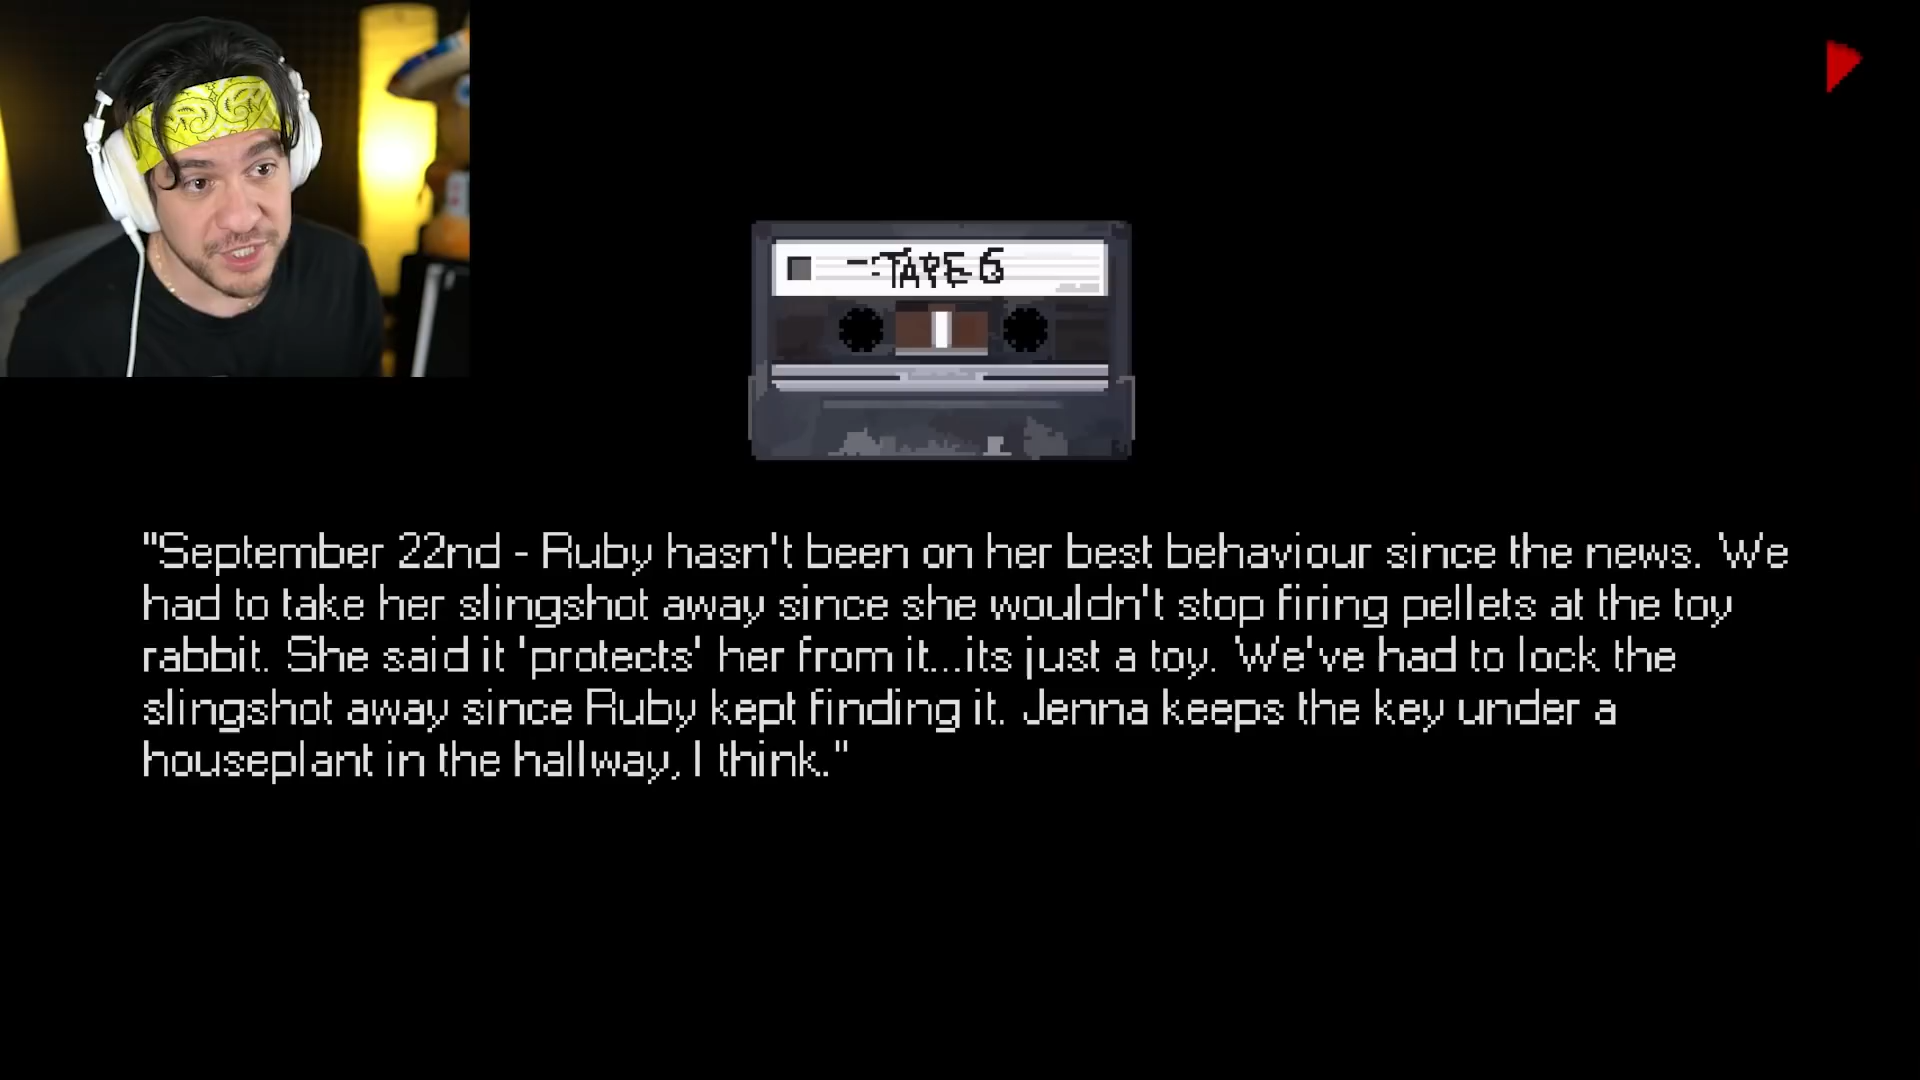 TAPE 6
"September 22nd - Ruby hasn't been on her best behaviour since the news. We
had to take her slingshot away since she wouldn't stop firing pellets at the toy
rabbit. She said it 'protects' her from it...its just a toy. We've had to lock the
slingshot away since Ruby kept finding it. Jenna keeps the key under a
houseplant in the hallway, I think."